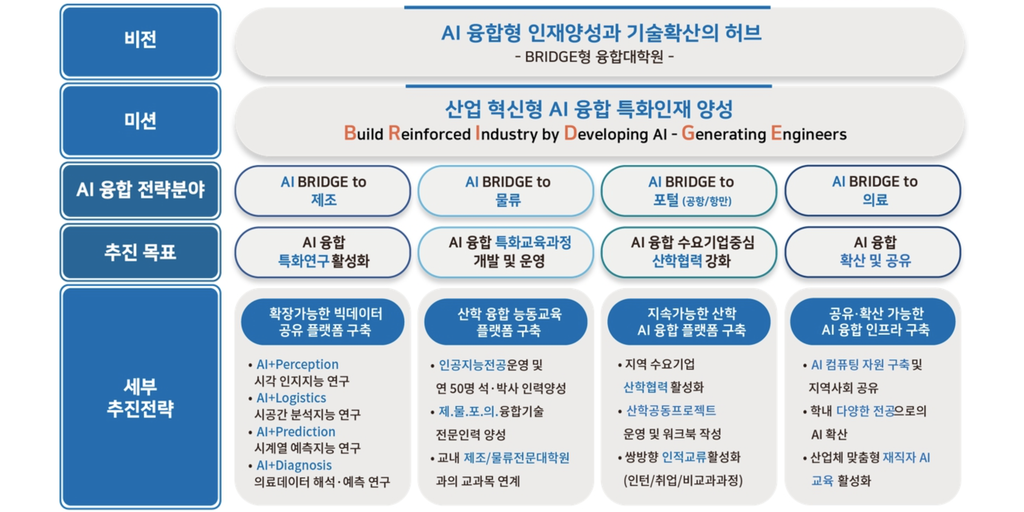 비전
AI 융합형 인재양성과 기술확산의 허브
- BRIDGE형 융합대학원 -
미션
산업 혁신형 AI 융합 특화인재 양성
Build Reinforced Industry by Developing AI - Generating Engineers
AI 융합 전략분야
AI BRIDGE to
제조
AI BRIDGE to
물류
AI BRIDGE to
포털 (공항/항만)
AI BRIDGE to
의료
추진 목표
AI 융합
특화연구 활성화
AI 융합 특화교육과정
개발 및 운영
AI 융합 수요기업중심
산학협력 강화
AI 융합
확산 및 공유
세부
추진전략
확장가능한 빅데이터
공유 플랫폼 구축
• AI+Perception
시각 인지지능 연구
• AI+Logistics
시공간 분석지능 연구
• AI+Prediction
시계열 예측지능 연구
• AI+Diagnosis
의료데이터 해석·예측 연구
산학 융합 능동교육
플랫폼 구축
• 인공지능전공운영 및
연 50명 석·박사 인력양성
• 제.물.포.의.융합기술
전문인력 양성
• 교내 제조/물류전문대학원
과의 교과목 연계
지속가능한 산학
AI 융합 플랫폼 구축
• 지역 수요기업
산학협력 활성화
• 산학공동프로젝트
운영 및 워크북 작성
• 쌍방향 인적교류활성화
(인턴/취업/비교과과정)
공유·확산 가능한
AI 융합 인프라 구축
• AI 컴퓨팅 자원 구축및
지역사회 공유
• 학내 다양한 전공으로의
AI 확산
• 산업체 맞춤형 재직자 AI
교육 활성화